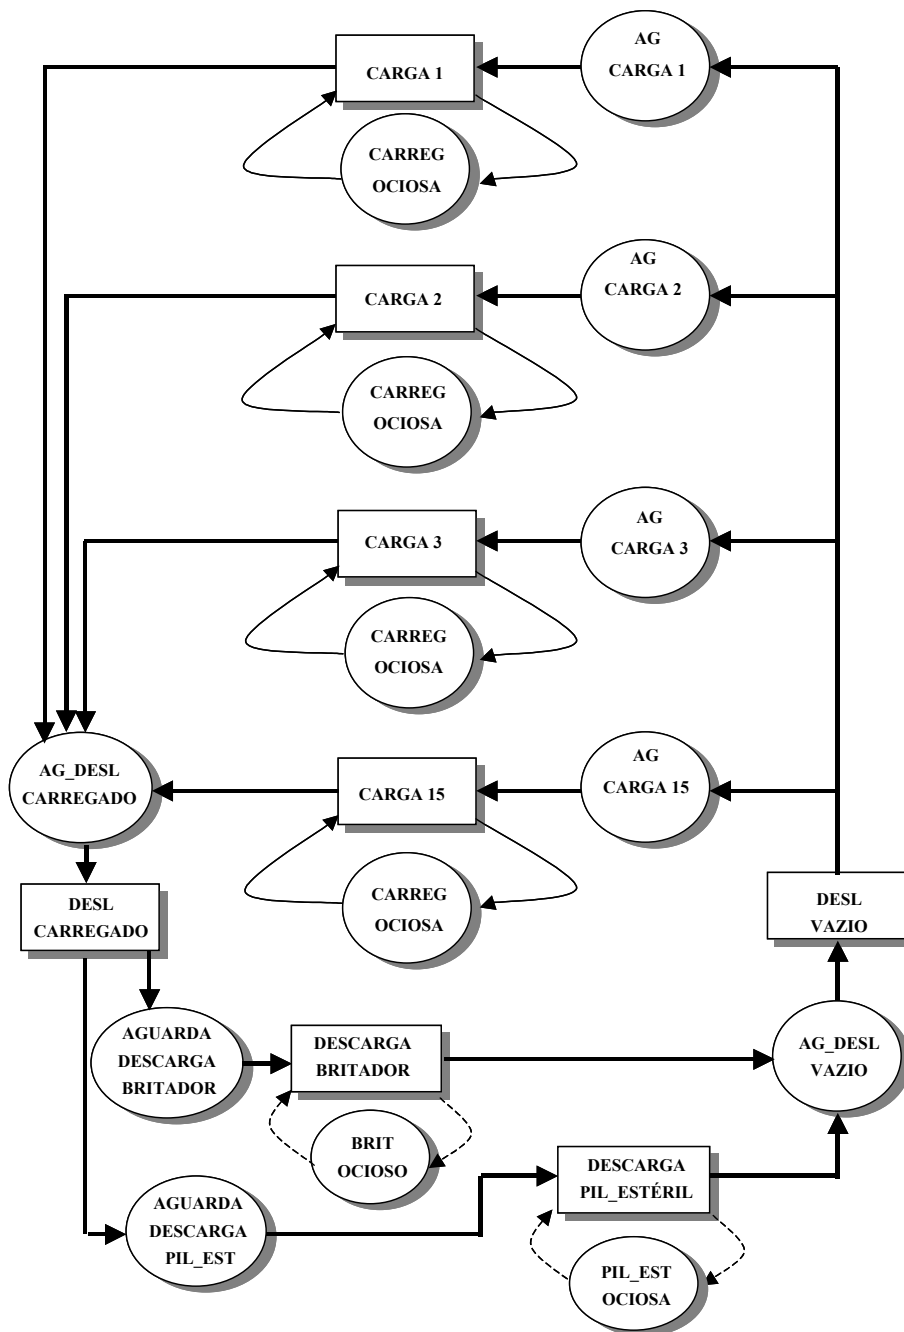 AG
CARGA 1
CARGA 1
CARREG
OCIOSA
AG
CARGA 2
CARGA 2
CARREG
OCIOSA
AG
CARGA 3
CARGA 3
CARREG
OCIOSA
AG_DESL
CARREGADO
CARGA 15
AG
CARGA 15
CARREG
OCIOSA
DESL
CARREGADO
DESL
VAZIO
AGUARDA
DESCARGA
BRITADOR
DESCARGA
BRITADOR
AG_DESL
VAZIO
BRIT
OCIOSO
DESCARGA
PIL_ESTÉRIL
AGUARDA
DESCARGA
PIL_EST
PIL_EST
OCIOSA